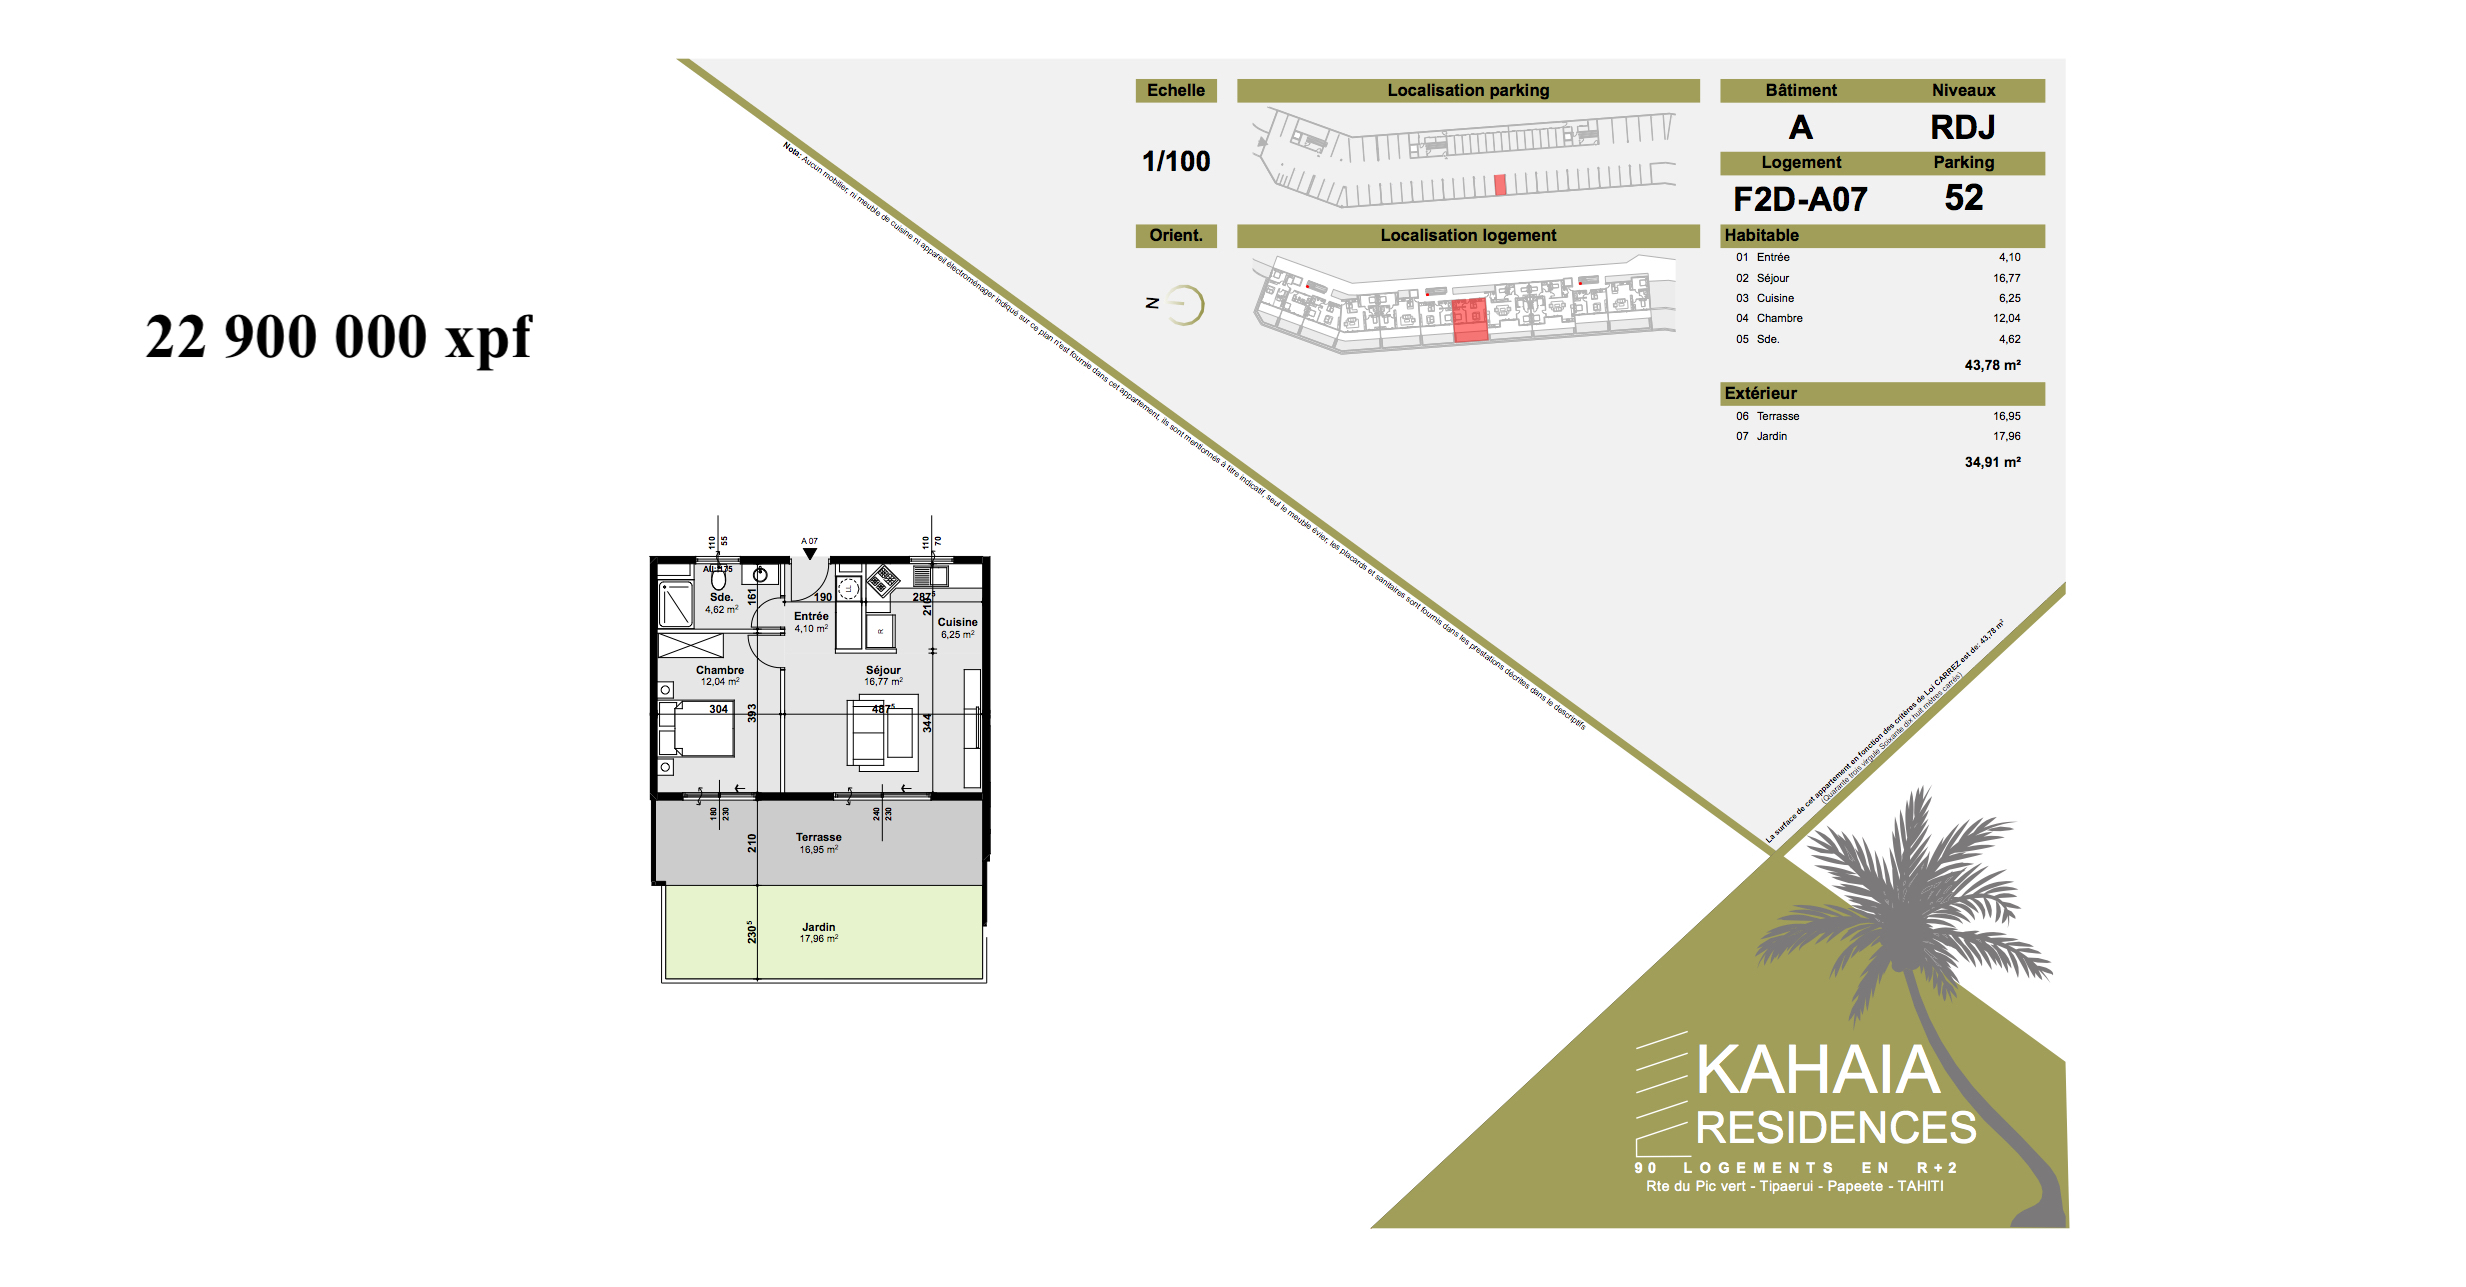 22 900 000 xpf
Echelle
1/100
Orient.
N
Localisation parking
Localisation logement
Bâtiment Niveaux
A RDJ
Logement Parking
F2D-A07 52
Habitable
01 Entrée 4,10
02 Séjour 16,77
03 Cuisine 6,25
04 Chambre 12,04
05 Sde. 4,62
43,78 m²
Extérieur
06 Terrasse 16,95
07 Jardin 17,96
34,91 m²
Nota: Aucun mobilier, ni meuble de cuisine ni appareil électroménager indiqué sur ce plan n'est fournie dans cet appartement, ils sont mentionnés à titre indicatif, seul le meuble évier, les placards et sanitaires sont fournis dans les prestations décrites dans le descriptifs
La surface de cet appartement en fonction des critères de Loi CARREZ est de: 43,78 m²
(Quarante trois virgule Soixante dix huit mètres carrés)
110
55
A 07
110
70
All: 175
Sde.
4,62 m²
161
190
LL
287⁵
216
Entrée
4,10 m²
R
Cuisine
6,25 m²
Chambre
12,04 m²
Séjour
16,77 m²
304
393
487⁵
344
180
230
240
230
Terrasse
16,95 m²
210
Jardin
17,96 m²
230⁵
KAHAIA
RESIDENCES
90 LOGEMENTS EN R+2
Rte du Pic vert - Tipaerui - Papeete - TAHITI